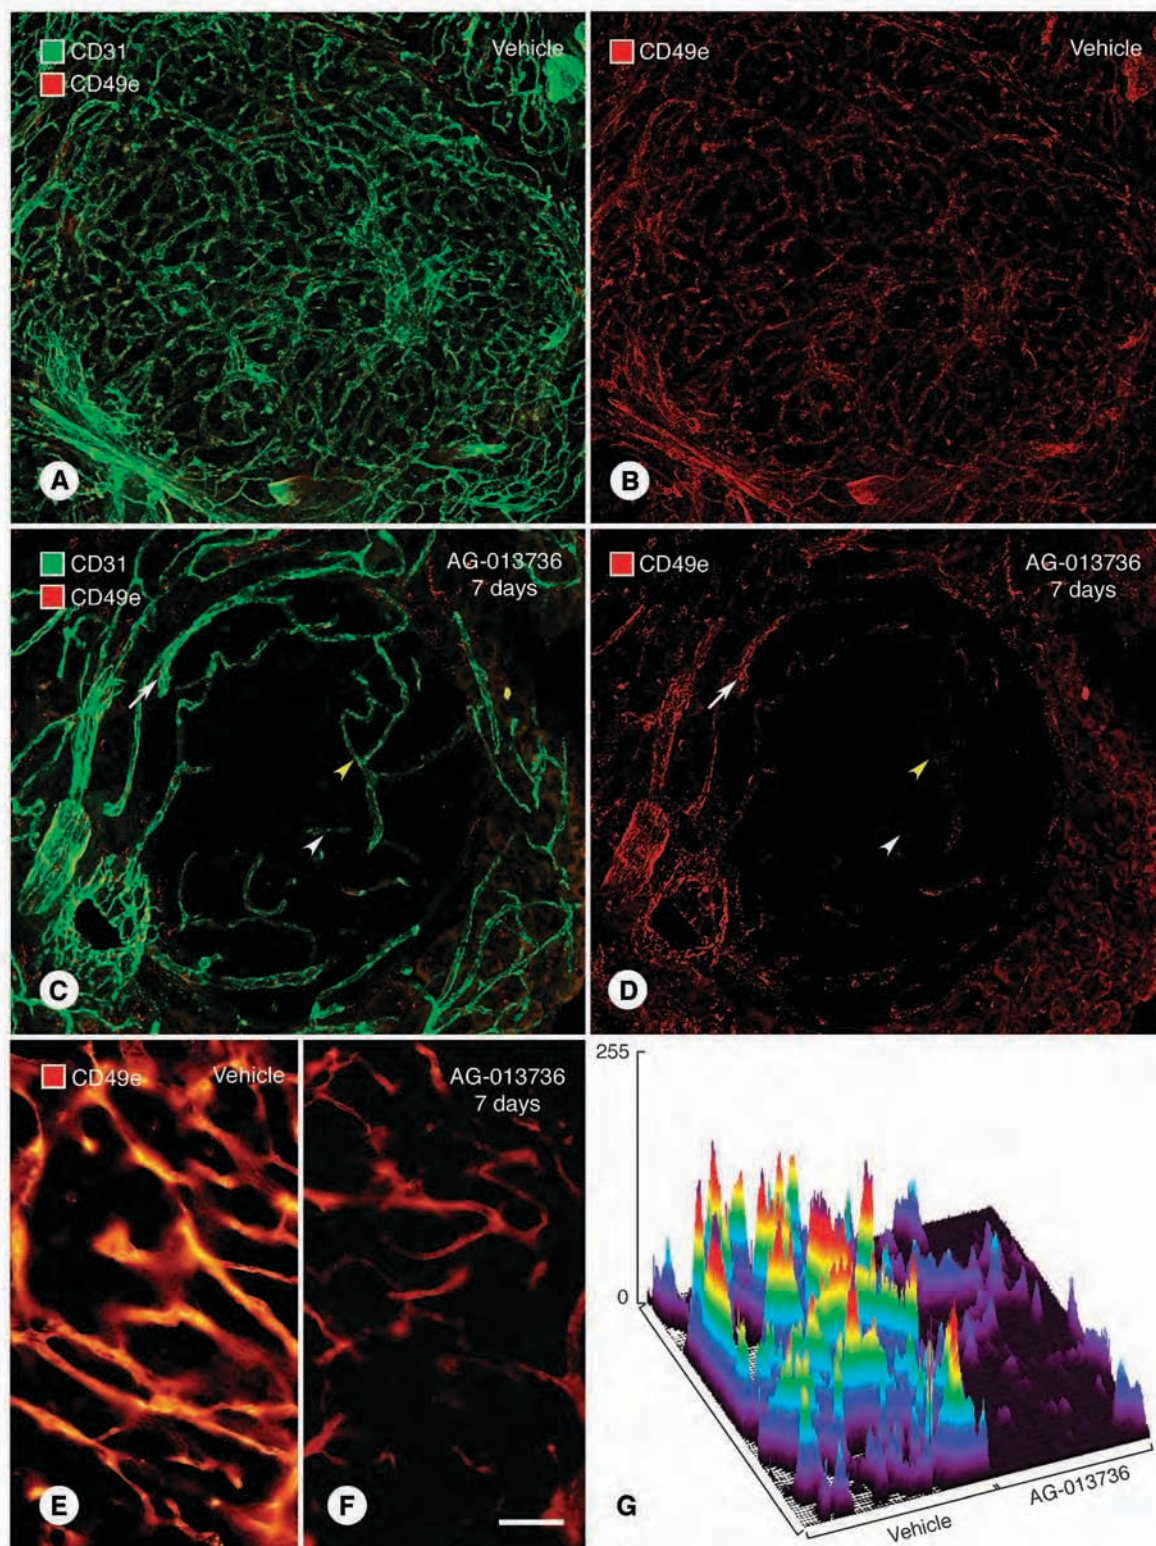 CD31
CD49e
Vehicle
A
CD49e
Vehicle
B
CD31
CD49e
AG-013736
7 days
C
CD49e
AG-013736
7 days
D
CD49e
Vehicle
E
AG-013736
7 days
F
255
0
G
Vehicle
AG-013736